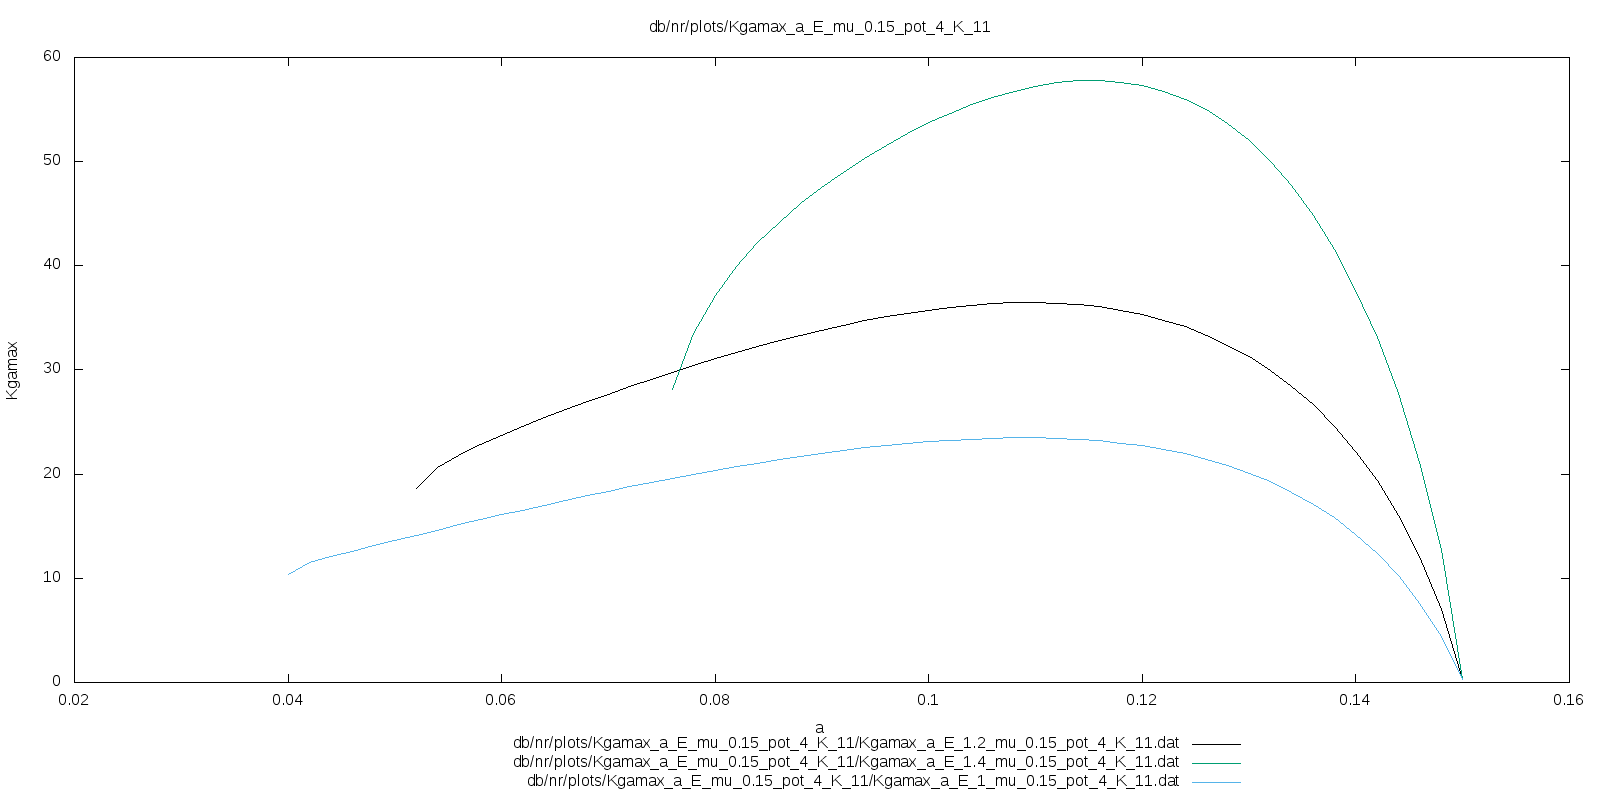 db/nr/plots/Kgamax_a_E_mu_0.15_pot_4_K_11
60
50
40
30
20
10
0
Kgamax
0.02 0.04 0.06 0.08 0.1 0.12 0.14 0.16
a
db/nr/plots/Kgamax_a_E_mu_0.15_pot_4_K_11/Kgamax_a_E_1.2_mu_0.15_pot_4_K_11.dat
db/nr/plots/Kgamax_a_E_mu_0.15_pot_4_K_11/Kgamax_a_E_1.4_mu_0.15_pot_4_K_11.dat
db/nr/plots/Kgamax_a_E_mu_0.15_pot_4_K_11/Kgamax_a_E_1_mu_0.15_pot_4_K_11.dat